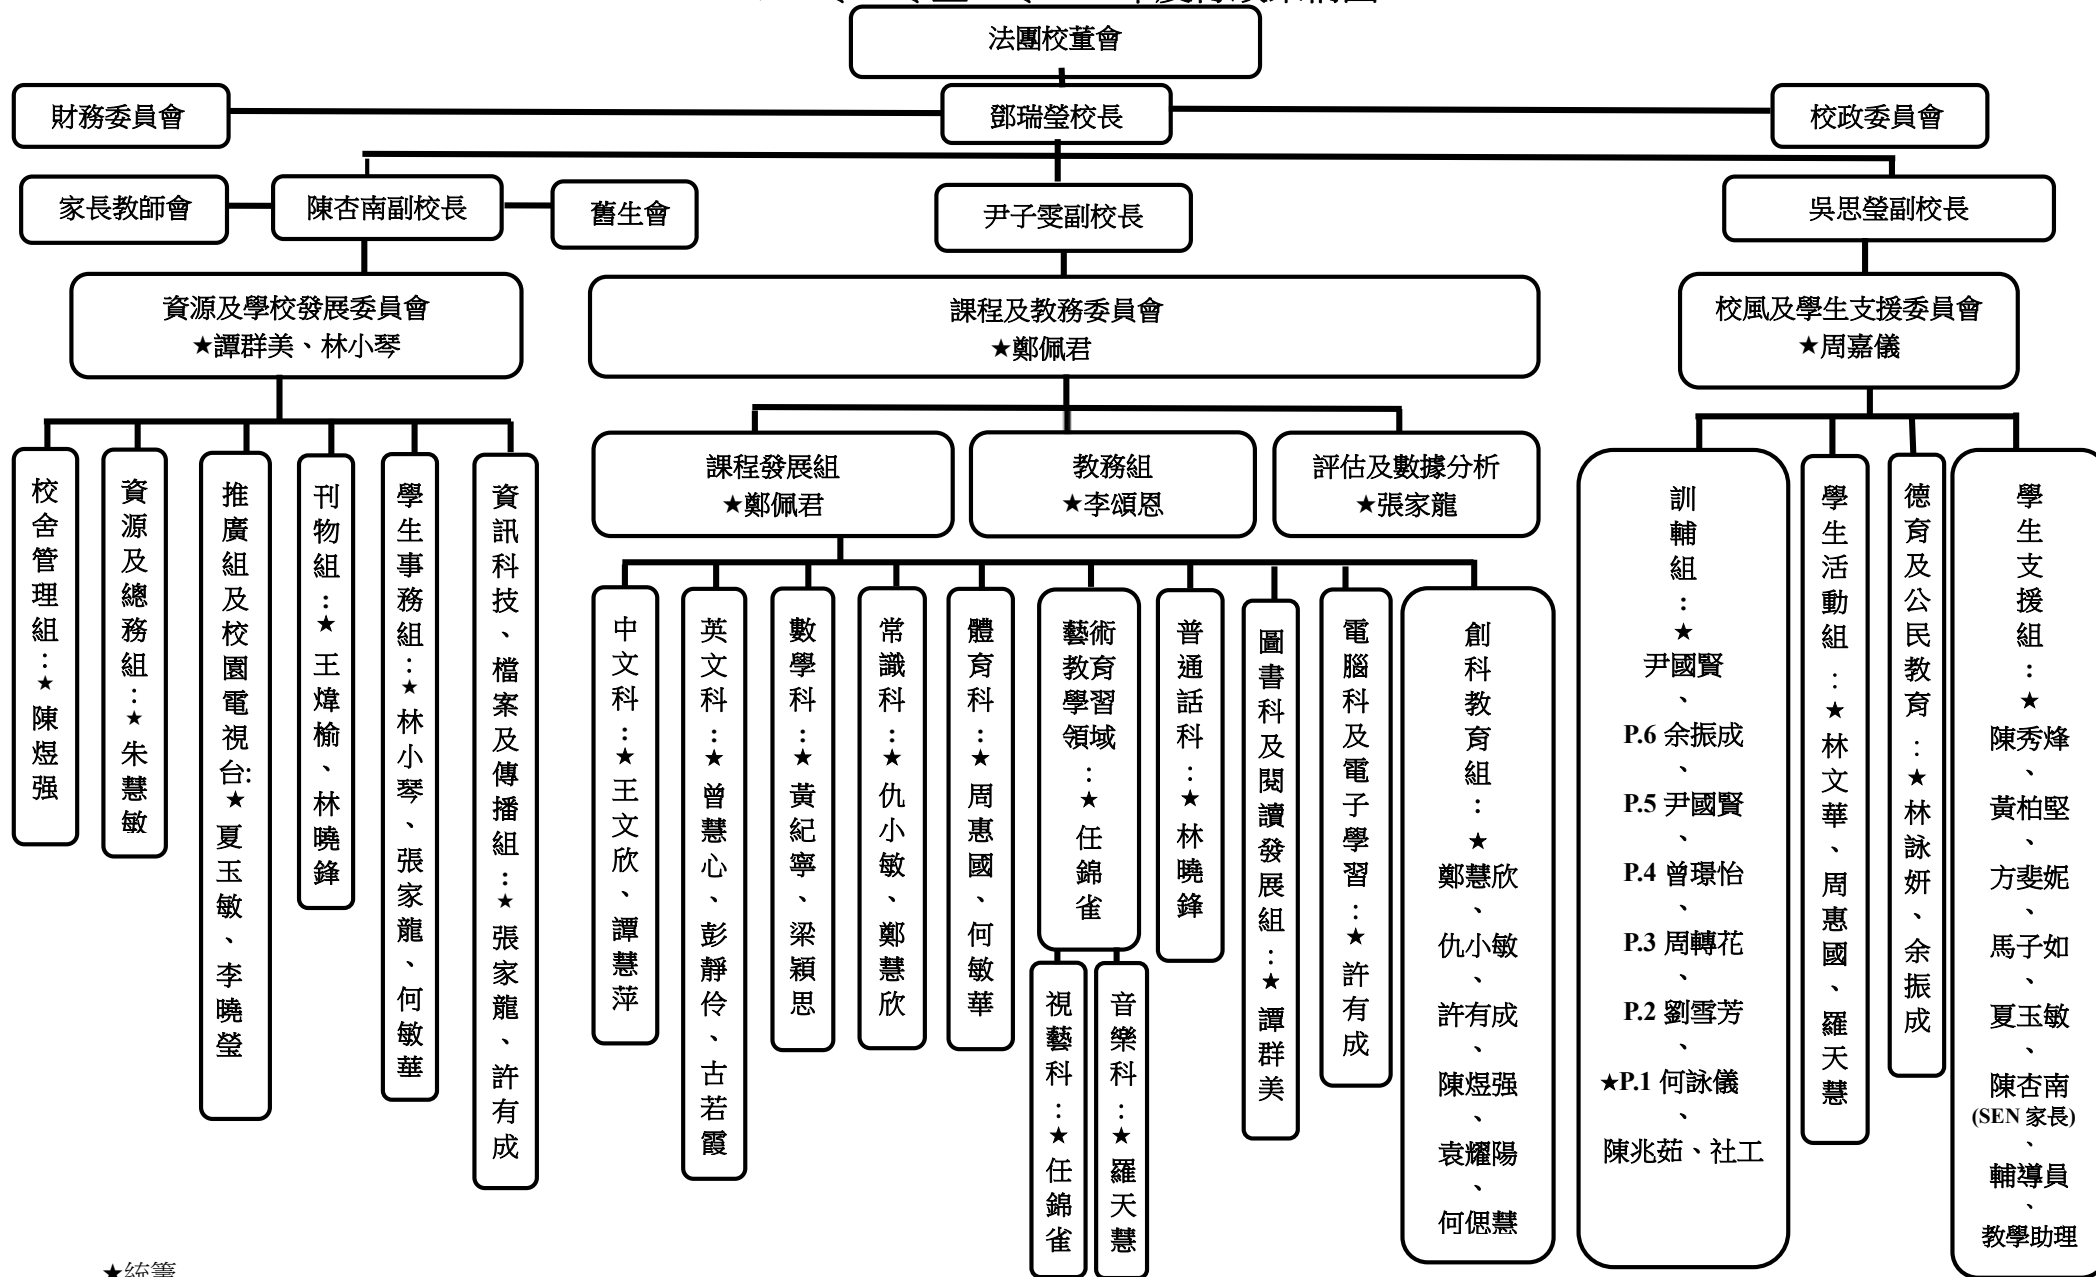 法團校董會
財務委員會
鄧瑞瑩校長
校政委員會
家長教師會
陳杏南副校長
舊生會
尹子雯副校長
吳思瑩副校長
資源及學校發展委員會
★譚群美、林小琴
課程及教務委員會
★鄭佩君
校風及學生支援委員會
★周嘉儀
校舍管理組：★陳煜强
資源及總務組：★朱慧敏
推廣組及校園電視台:★夏玉敏、李曉瑩
刊物組：★王煒榆、林曉鋒
學生事務組：★林小琴、張家龍、何敏華
資訊科技、檔案及傳播組：★張家龍、許有成
課程發展組
★鄭佩君
教務組
★李頌恩
評估及數據分析
★張家龍
中文科：★王文欣、譚慧萍
英文科：★曾慧心、彭靜伶、古若霞
數學科：★黃紀寧、梁穎思
常識科：★仇小敏、鄭慧欣
體育科：★周惠國、何敏華
藝術
教育
學習
領域
：★任錦雀
視藝科：★任錦雀
音樂科：★羅天慧
普通話科：★林曉鋒
圖書科及閱讀發展組：★譚群美
電腦科及電子學習：★許有成
創科教育組：★
鄭慧欣
、
仇小敏
、
許有成
、
陳煜强
、
袁耀陽
、
何偲慧
訓輔組：★
尹國賢
、
P.6 余振成
、
P.5 尹國賢
、
P.4 曾璟怡
、
P.3 周轉花
、
P.2 劉雪芳
、
★P.1 何詠儀
、
陳兆茹、社工
學生活動組：★林文華、周惠國、羅天慧
德育及公民教育：★林詠妍、余振成
學生支援組：★
陳秀烽
、
黃柏堅
、
方斐妮
、
馬子如
、
夏玉敏
、
陳杏南
(SEN 家長)
、
輔導員
、
教學助理
★統籌